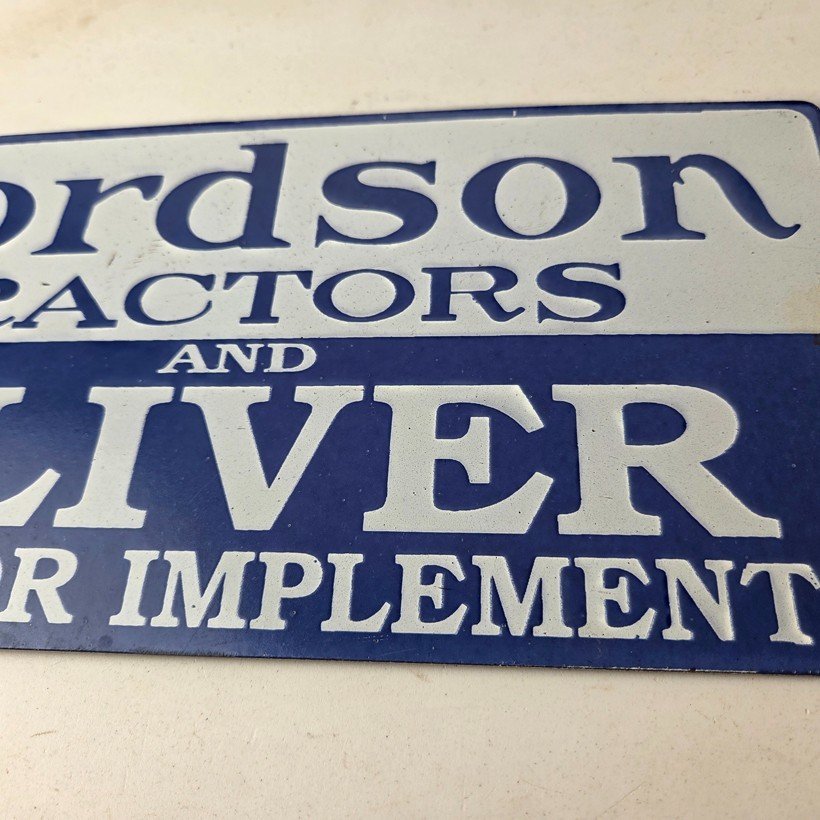 ordson
RACTORS
AND
LIVER
OR IMPLEMENT